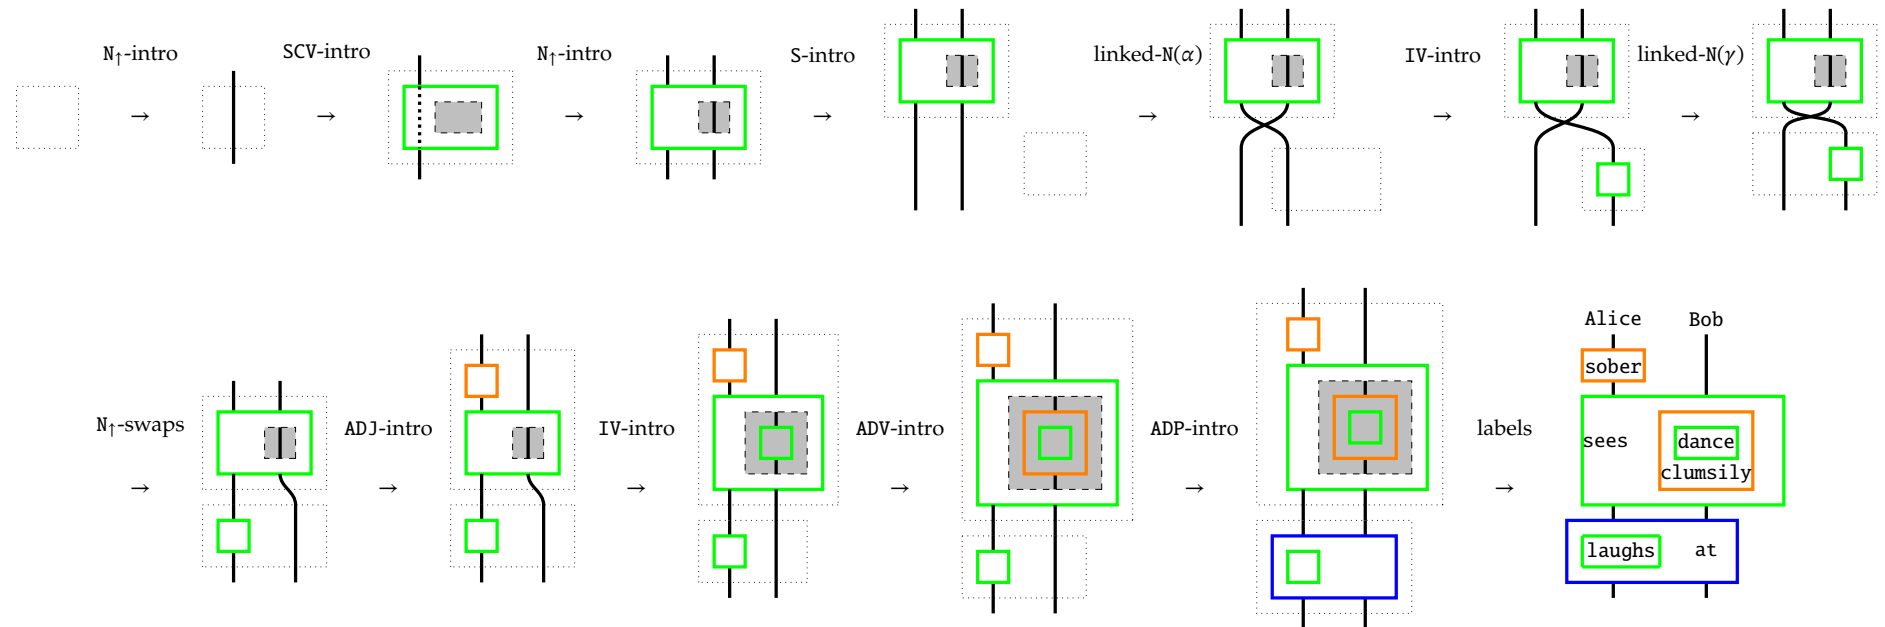 N↑-intro SCV-intro N↑-intro S-intro linked-N(α) IV-intro linked-N(γ)
→ → → → → → →
Alice Bob
sober
N↑-swaps ADJ-intro IV-intro ADV-intro ADP-intro labels sees dance
clumsily
→ → → → → →
laughs at